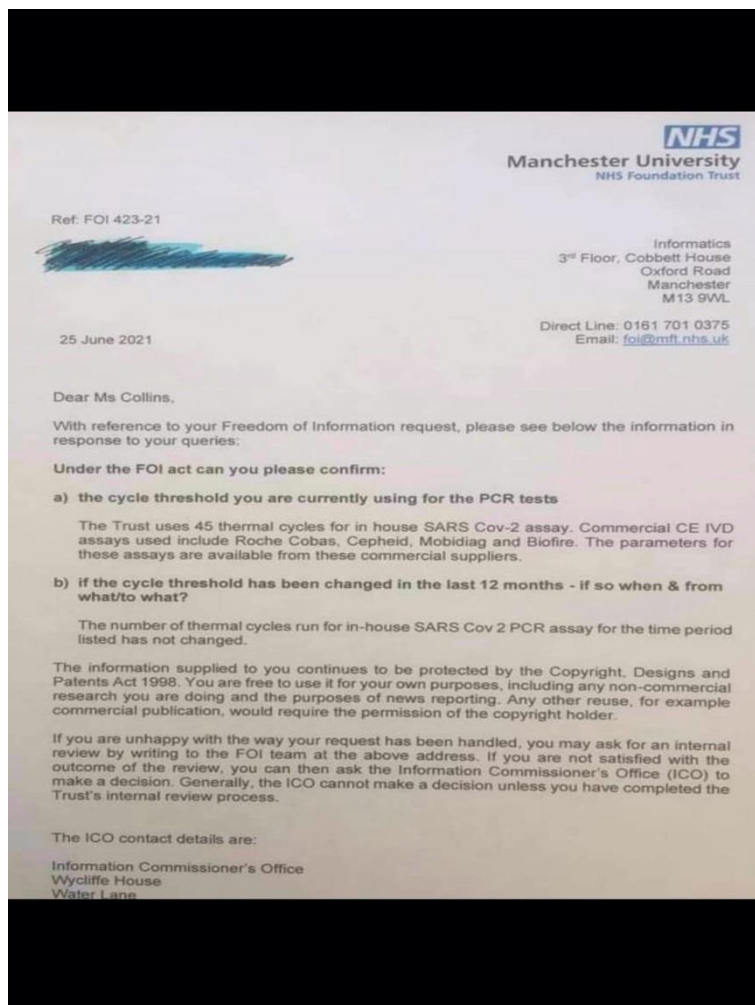 NHS
Manchester University
NHS Foundation Trust
Ref: FOI 423-21
Informatics
3rd Floor, Cobbett House
Oxford Road
Manchester
M13 9WL
Direct Line: 0161 701 0375
Email: foi@mft.nhs.uk
25 June 2021
Dear Ms Collins,
With reference to your Freedom of Information request, please see below the information in
response to your queries:
Under the FOI act can you please confirm:
a) the cycle threshold you are currently using for the PCR tests
The Trust uses 45 thermal cycles for in house SARS Cov-2 assay. Commercial CE IVD
assays used include Roche Cobas, Cepheid, Mobidiag and Biofire. The parameters for
these assays are available from these commercial suppliers.
b) if the cycle threshold has been changed in the last 12 months - if so when & from
what/to what?
The number of thermal cycles run for in-house SARS Cov 2 PCR assay for the time period
listed has not changed.
The information supplied to you continues to be protected by the Copyright, Designs and
Patents Act 1998. You are free to use it for your own purposes, including any non-commercial
research you are doing and the purposes of news reporting. Any other reuse, for example
commercial publication, would require the permission of the copyright holder.
If you are unhappy with the way your request has been handled, you may ask for an internal
review by writing to the FOI team at the above address. If you are not satisfied with the
outcome of the review, you can then ask the Information Commissioner's Office (ICO) to
make a decision. Generally, the ICO cannot make a decision unless you have completed the
Trust's internal review process.
The ICO contact details are:
Information Commissioner's Office
Wycliffe House
Water Lane